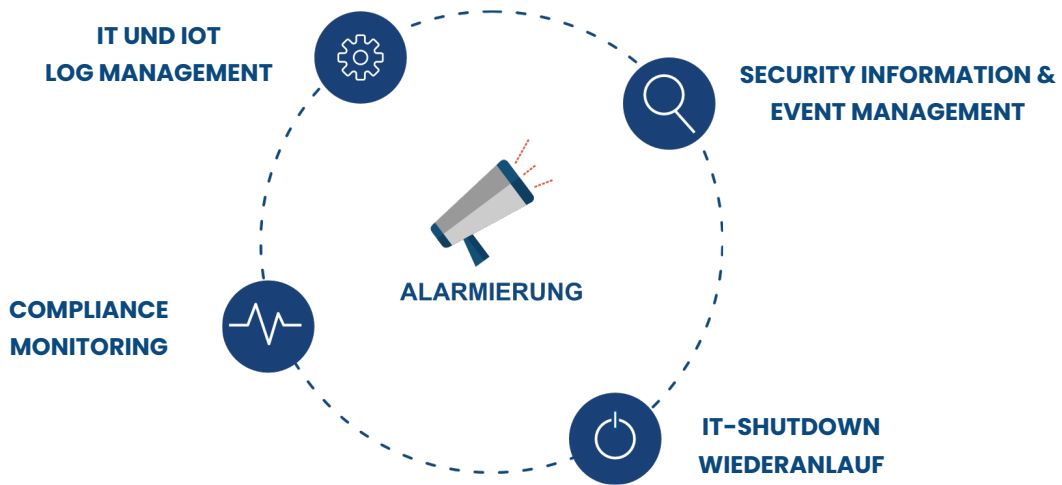 IT UND IOT
LOG MANAGEMENT
SECURITY INFORMATION &
EVENT MANAGEMENT
ALARMIERUNG
COMPLIANCE
MONITORING
IT-SHUTDOWN
WIEDERANLAUF